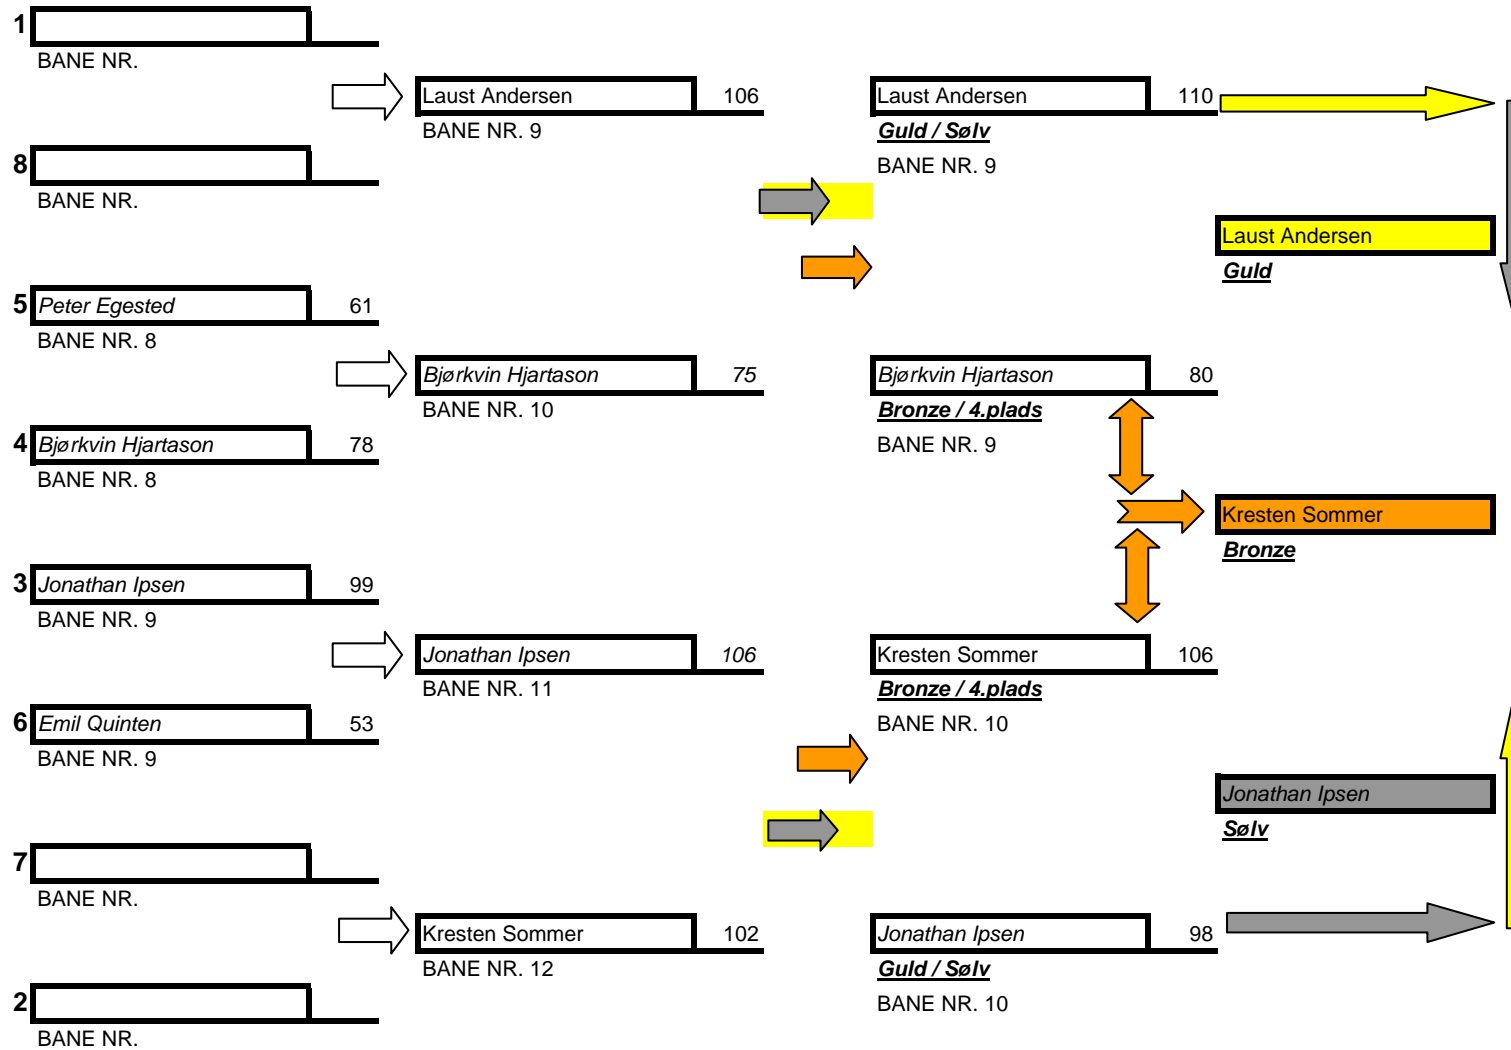 1
BANE NR.
8
BANE NR.
5 Peter Egested 61
BANE NR. 8
4 Bjørkvin Hjartason 78
BANE NR. 8
3 Jonathan Ipsen 99
BANE NR. 9
6 Emil Quinten 53
BANE NR. 9
7
BANE NR.
2
BANE NR.
Laust Andersen 106
BANE NR. 9
Bjørkvin Hjartason 75
BANE NR. 10
Jonathan Ipsen 106
BANE NR. 11
Kresten Sommer 102
BANE NR. 12
Laust Andersen 110
Guld / Sølv
BANE NR. 9
Bjørkvin Hjartason 80
Bronze / 4.plads
BANE NR. 9
Kresten Sommer 106
Bronze / 4.plads
BANE NR. 10
Jonathan Ipsen 98
Guld / Sølv
BANE NR. 10
Laust Andersen
Guld
Kresten Sommer
Bronze
Jonathan Ipsen
Sølv